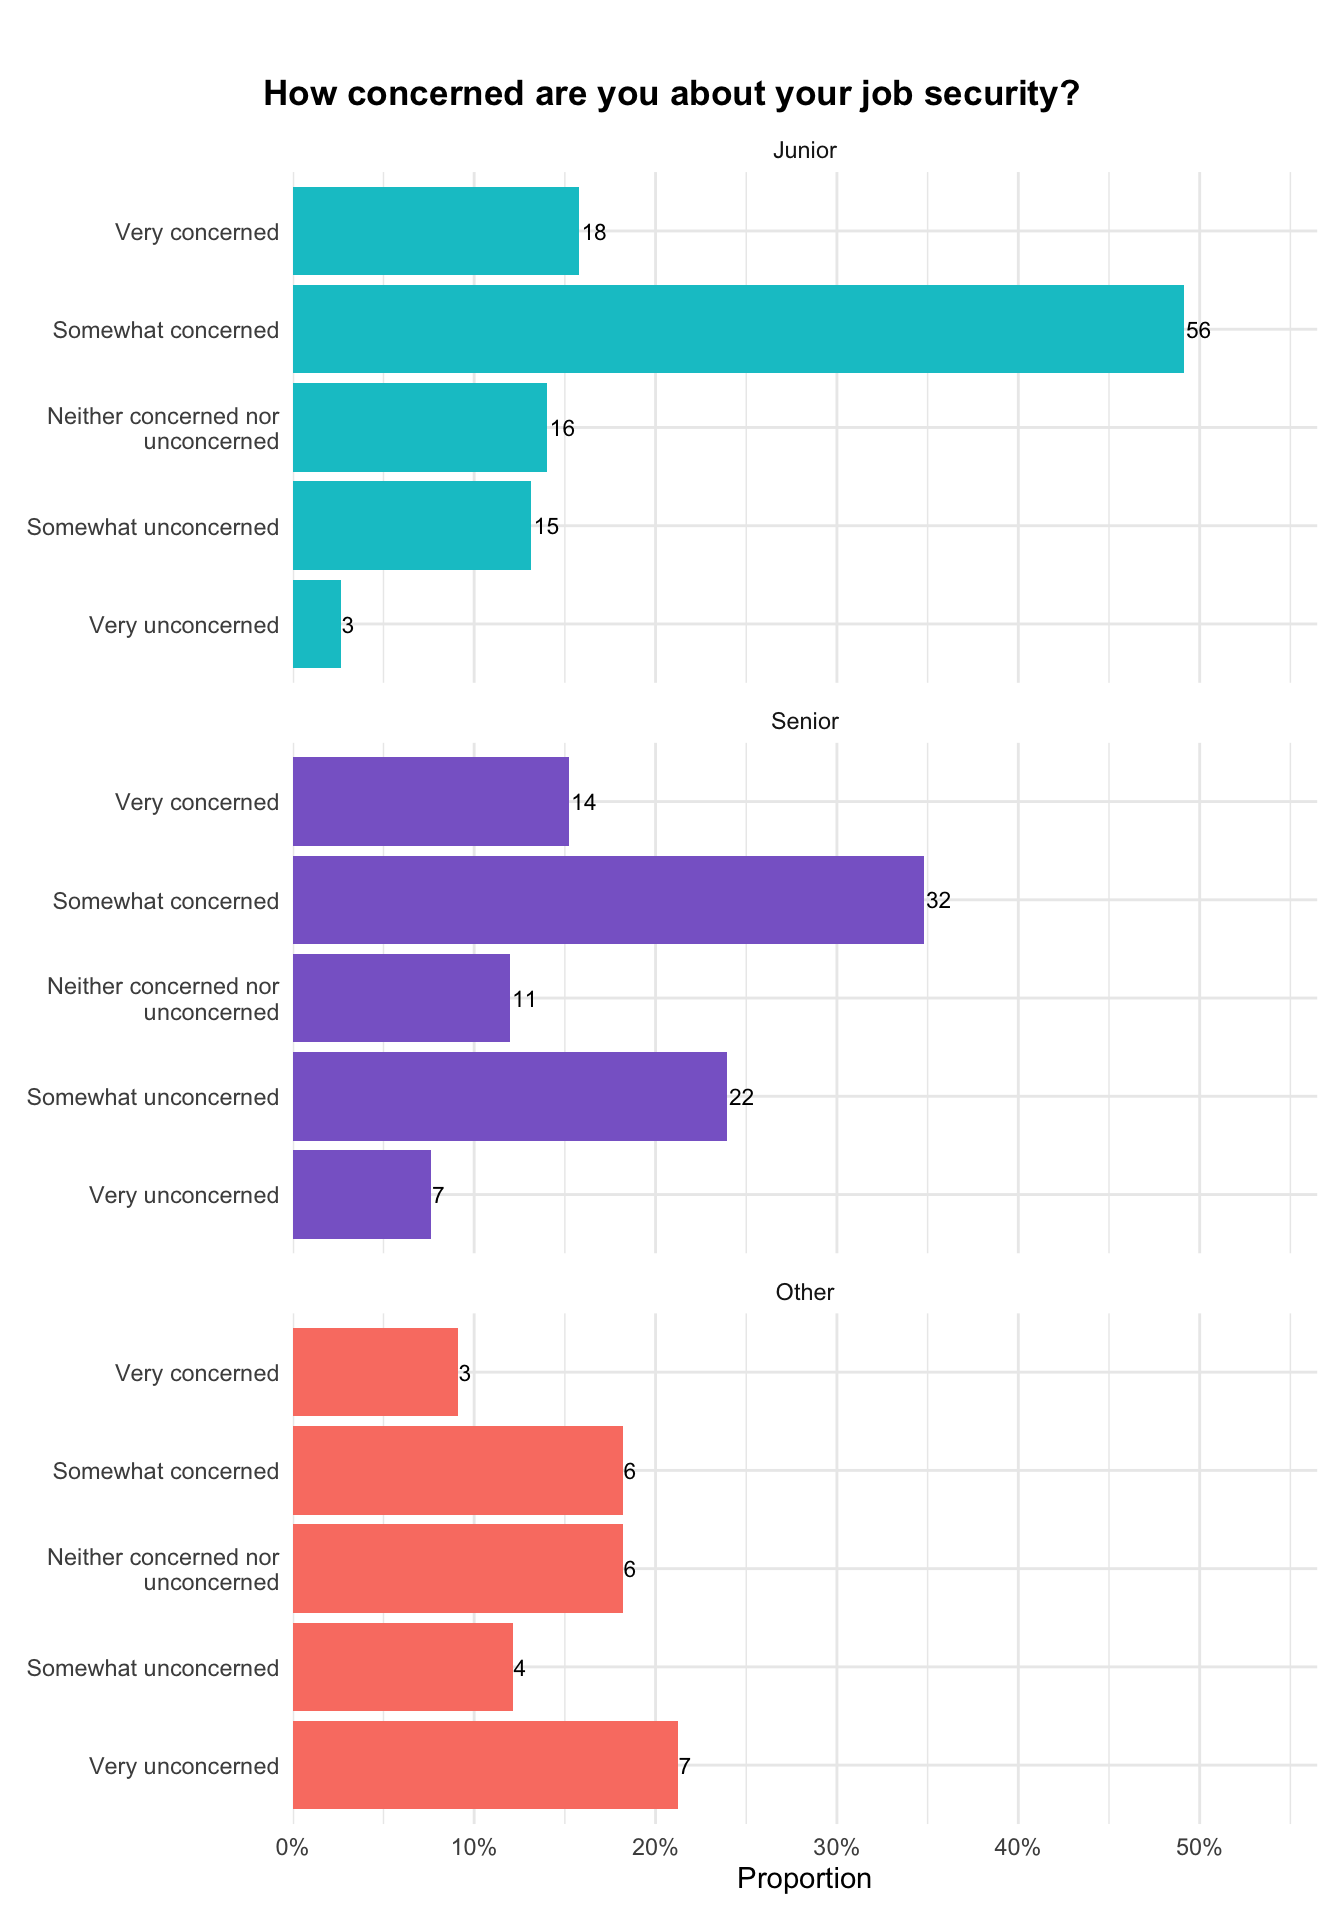 How concerned are you about your job security?
Junior
Very concerned
18
Somewhat concerned
56
Neither concerned nor
unconcerned
16
Somewhat unconcerned
15
Very unconcerned
3
Senior
Very concerned
14
Somewhat concerned
32
Neither concerned nor
unconcerned
11
Somewhat unconcerned
22
Very unconcerned
7
Other
Very concerned
3
Somewhat concerned
6
Neither concerned nor
unconcerned
6
Somewhat unconcerned
4
Very unconcerned
7
0% 10% 20% 30% 40% 50%
Proportion